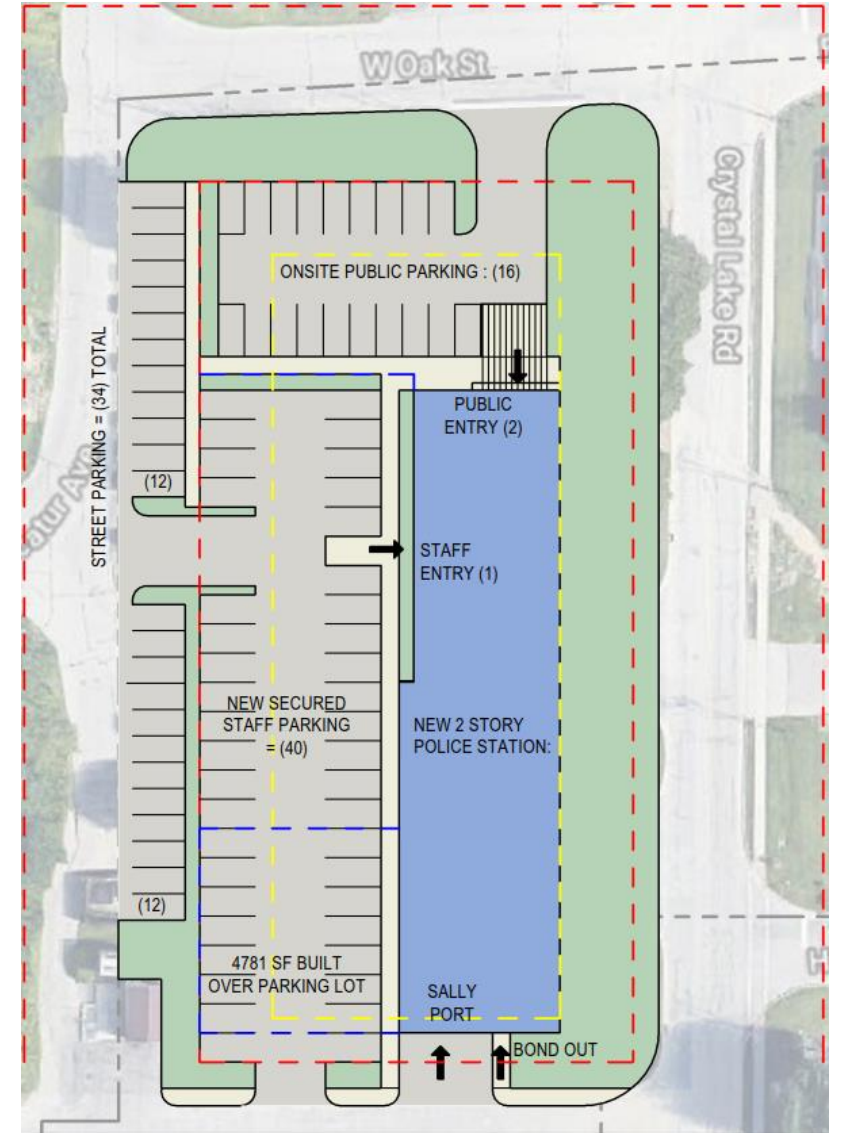 W Oak St
Crystal Lake Rd
ONSITE PUBLIC PARKING : (16)
STREET PARKING = (34) TOTAL
PUBLIC
ENTRY (2)
(12)
STAFF
ENTRY (1)
NEW SECURED
STAFF PARKING
= (40)
NEW 2 STORY
POLICE STATION:
(12)
4781 SF BUILT
OVER PARKING LOT
SALLY
PORT
BOND OUT